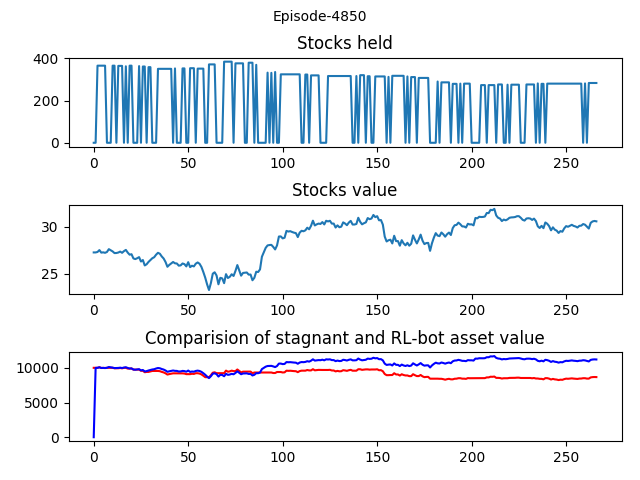 Episode-4850
Stocks held
400
200
0
0 50 100 150 200 250
Stocks value
30
25
0 50 100 150 200 250
Comparision of stagnant and RL-bot asset value
10000
5000
0
0 50 100 150 200 250